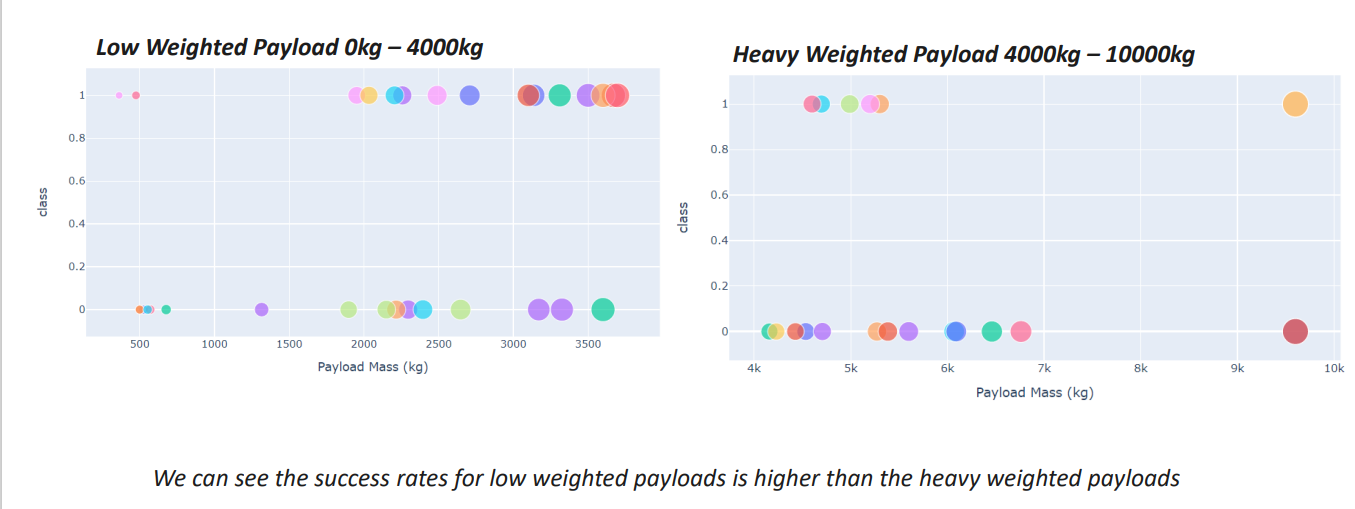 Low Weighted Payload 0kg – 4000kg
1
0.8
0.6
0.4
0.2
0
class
500
1000
1500
2000
2500
3000
3500
Payload Mass (kg)
Heavy Weighted Payload 4000kg – 10000kg
1
0.8
0.6
0.4
0.2
0
class
4k
5k
6k
7k
8k
9k
10k
Payload Mass (kg)
We can see the success rates for low weighted payloads is higher than the heavy weighted payloads